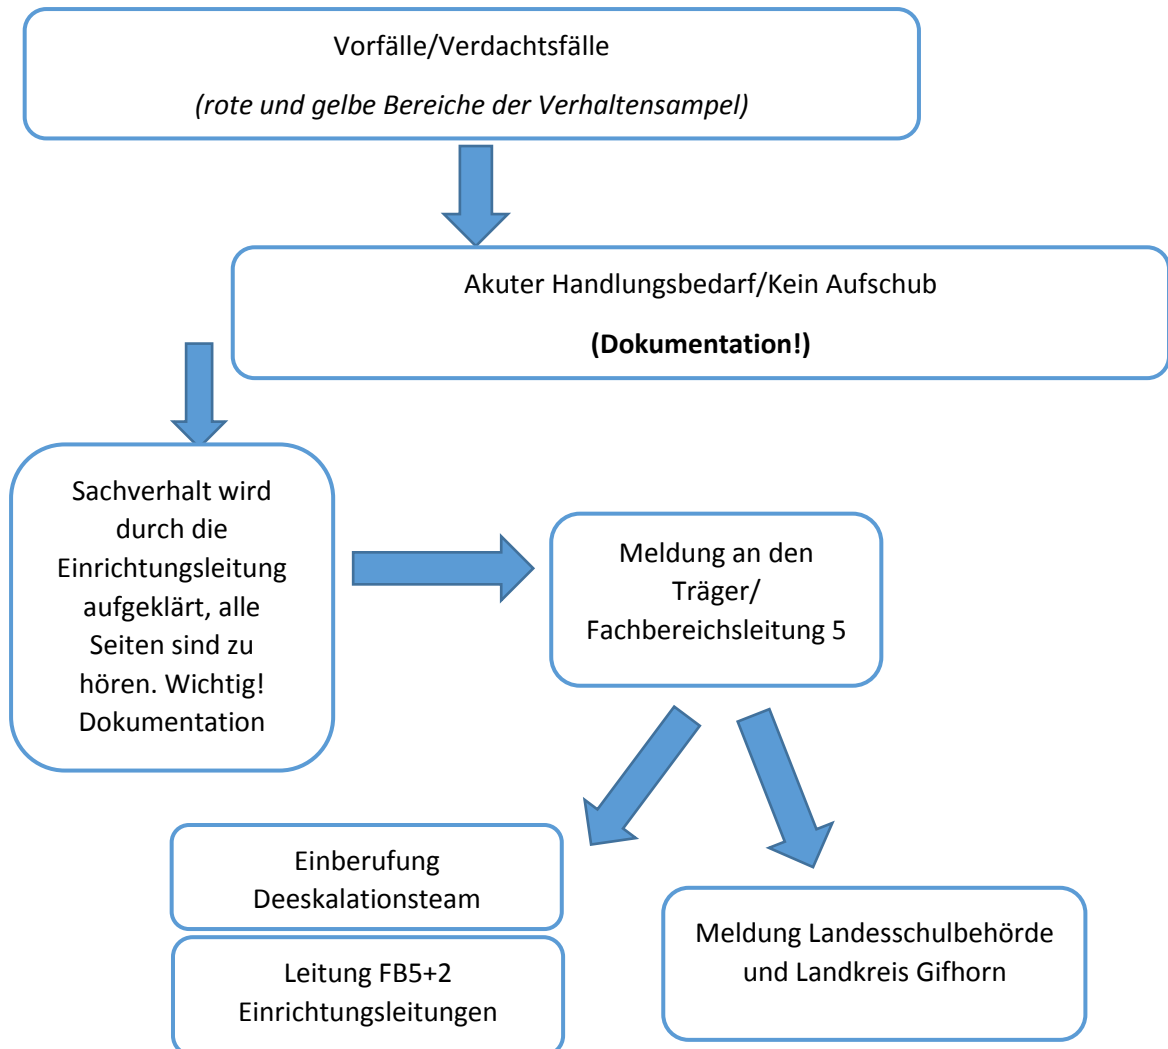 Vorfälle/Verdachtsfälle
(rote und gelbe Bereiche der Verhaltensampel)
Akuter Handlungsbedarf/Kein Aufschub
(Dokumentation!)
Sachverhalt wird
durch die
Einrichtungsleitung
aufgeklärt, alle
Seiten sind zu
hören. Wichtig!
Dokumentation
Meldung an den
Träger/
Fachbereichsleitung 5
Einberufung
Deeskalationsteam
Leitung FB5+2
Einrichtungsleitungen
Meldung Landesschulbehörde
und Landkreis Gifhorn